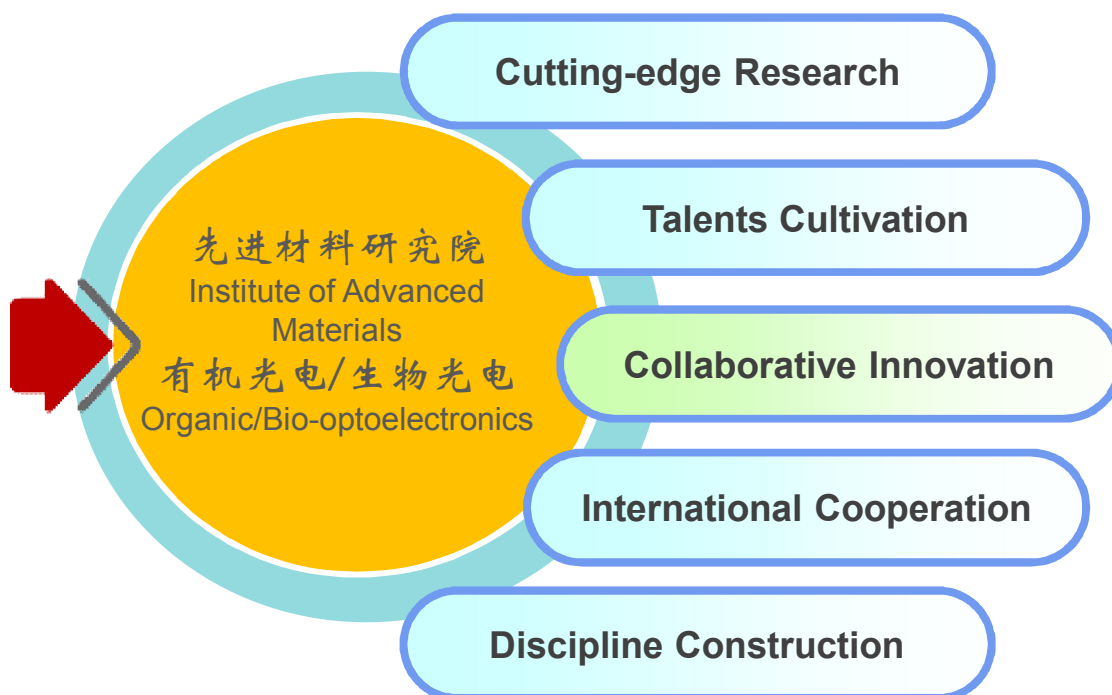 Cutting-edge Research
Talents Cultivation
先进材料研究院
Institute of Advanced
Materials
有机光电/生物光电
Organic/Bio-optoelectronics
Collaborative Innovation
International Cooperation
Discipline Construction